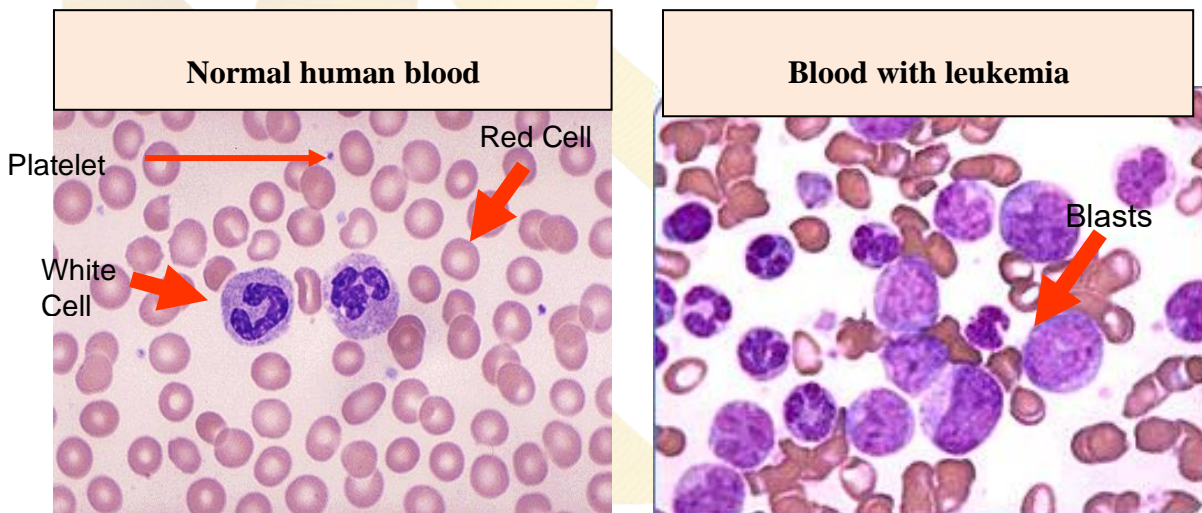 Normal human blood
Blood with leukemia
Platelet
Red Cell
White
Cell
Blasts